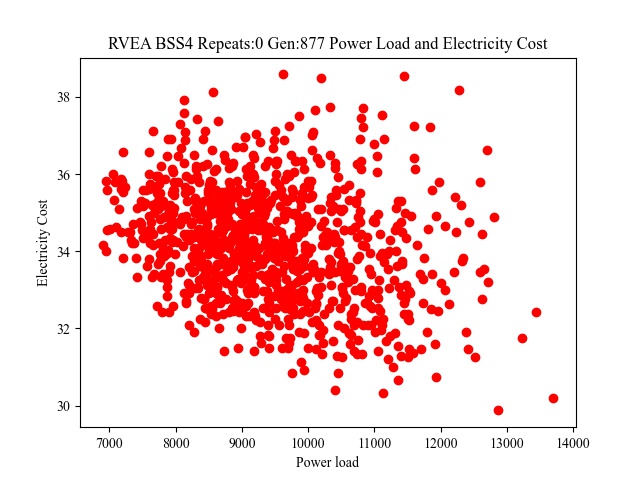 RVEA BSS4 Repeats:0 Gen:877 Power Load and Electricity Cost
38
36
34
32
30
Electricity Cost
7000 8000 9000 10000 11000 12000 13000 14000
Power load